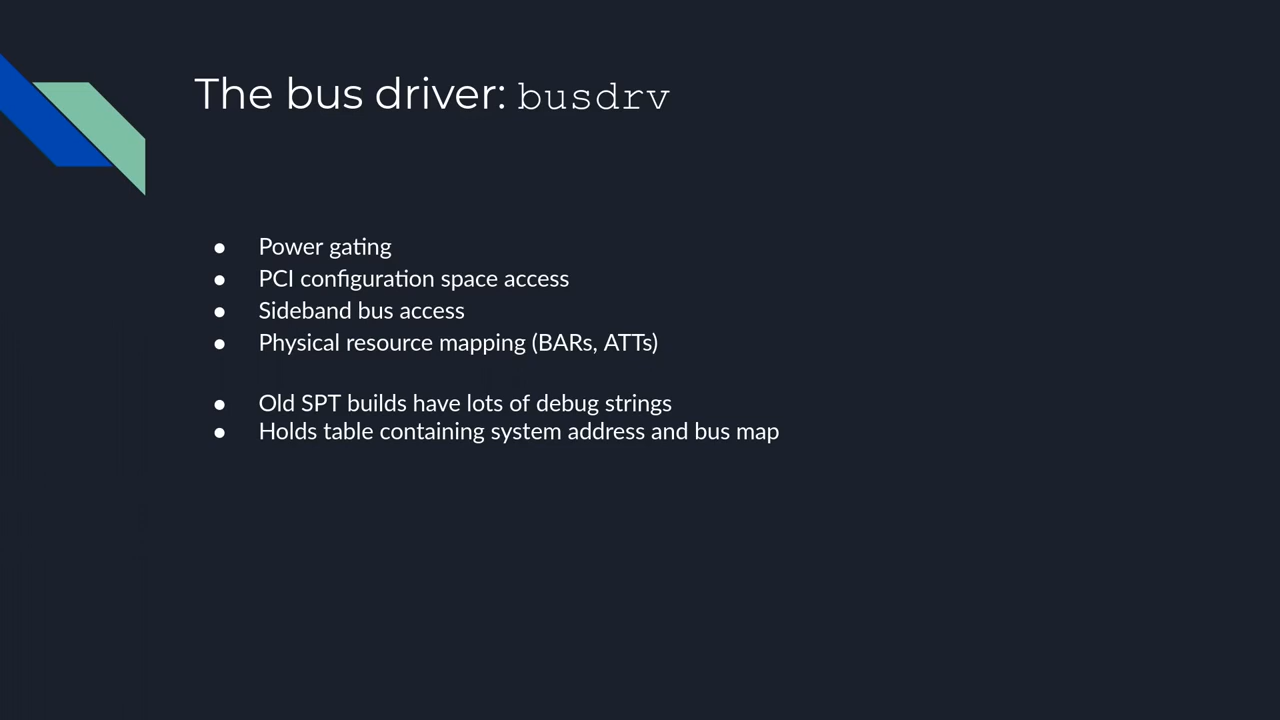 The bus driver: busdrv
● Power gating
● PCI configuration space access
● Sideband bus access
● Physical resource mapping (BARs, ATTs)
● Old SPT builds have lots of debug strings
● Holds table containing system address and bus map